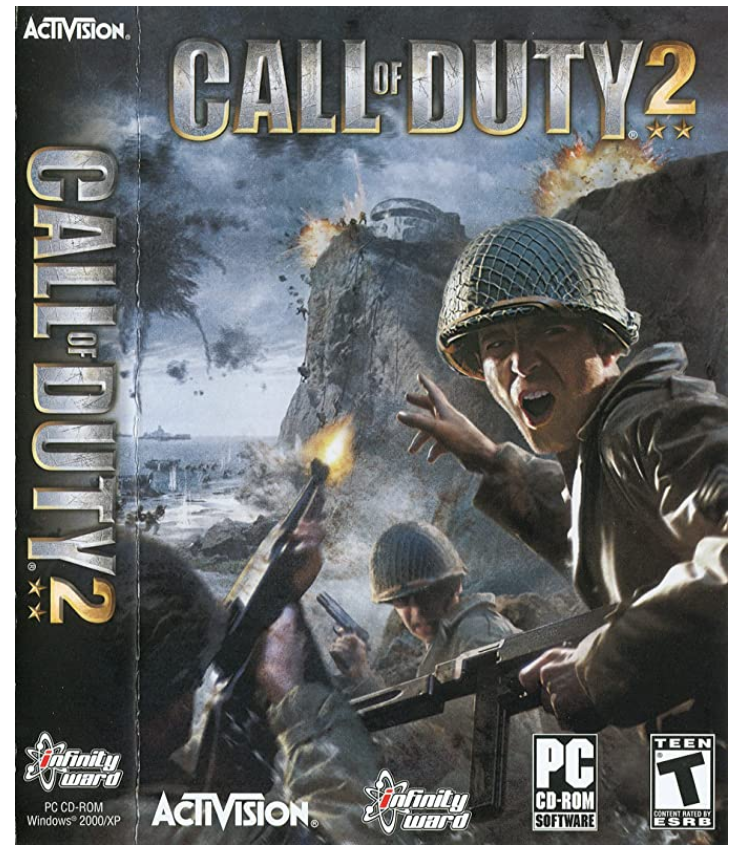 ACTIVISION®
CALL OF DUTY® 2
infinity
ward
PC CD-ROM
Windows® 2000/XP
CALL OF DUTY® 2
ACTIVISION®
infinity
ward
PC
CD-ROM
SOFTWARE
TEEN
T
®
CONTENT RATED BY
ESRB